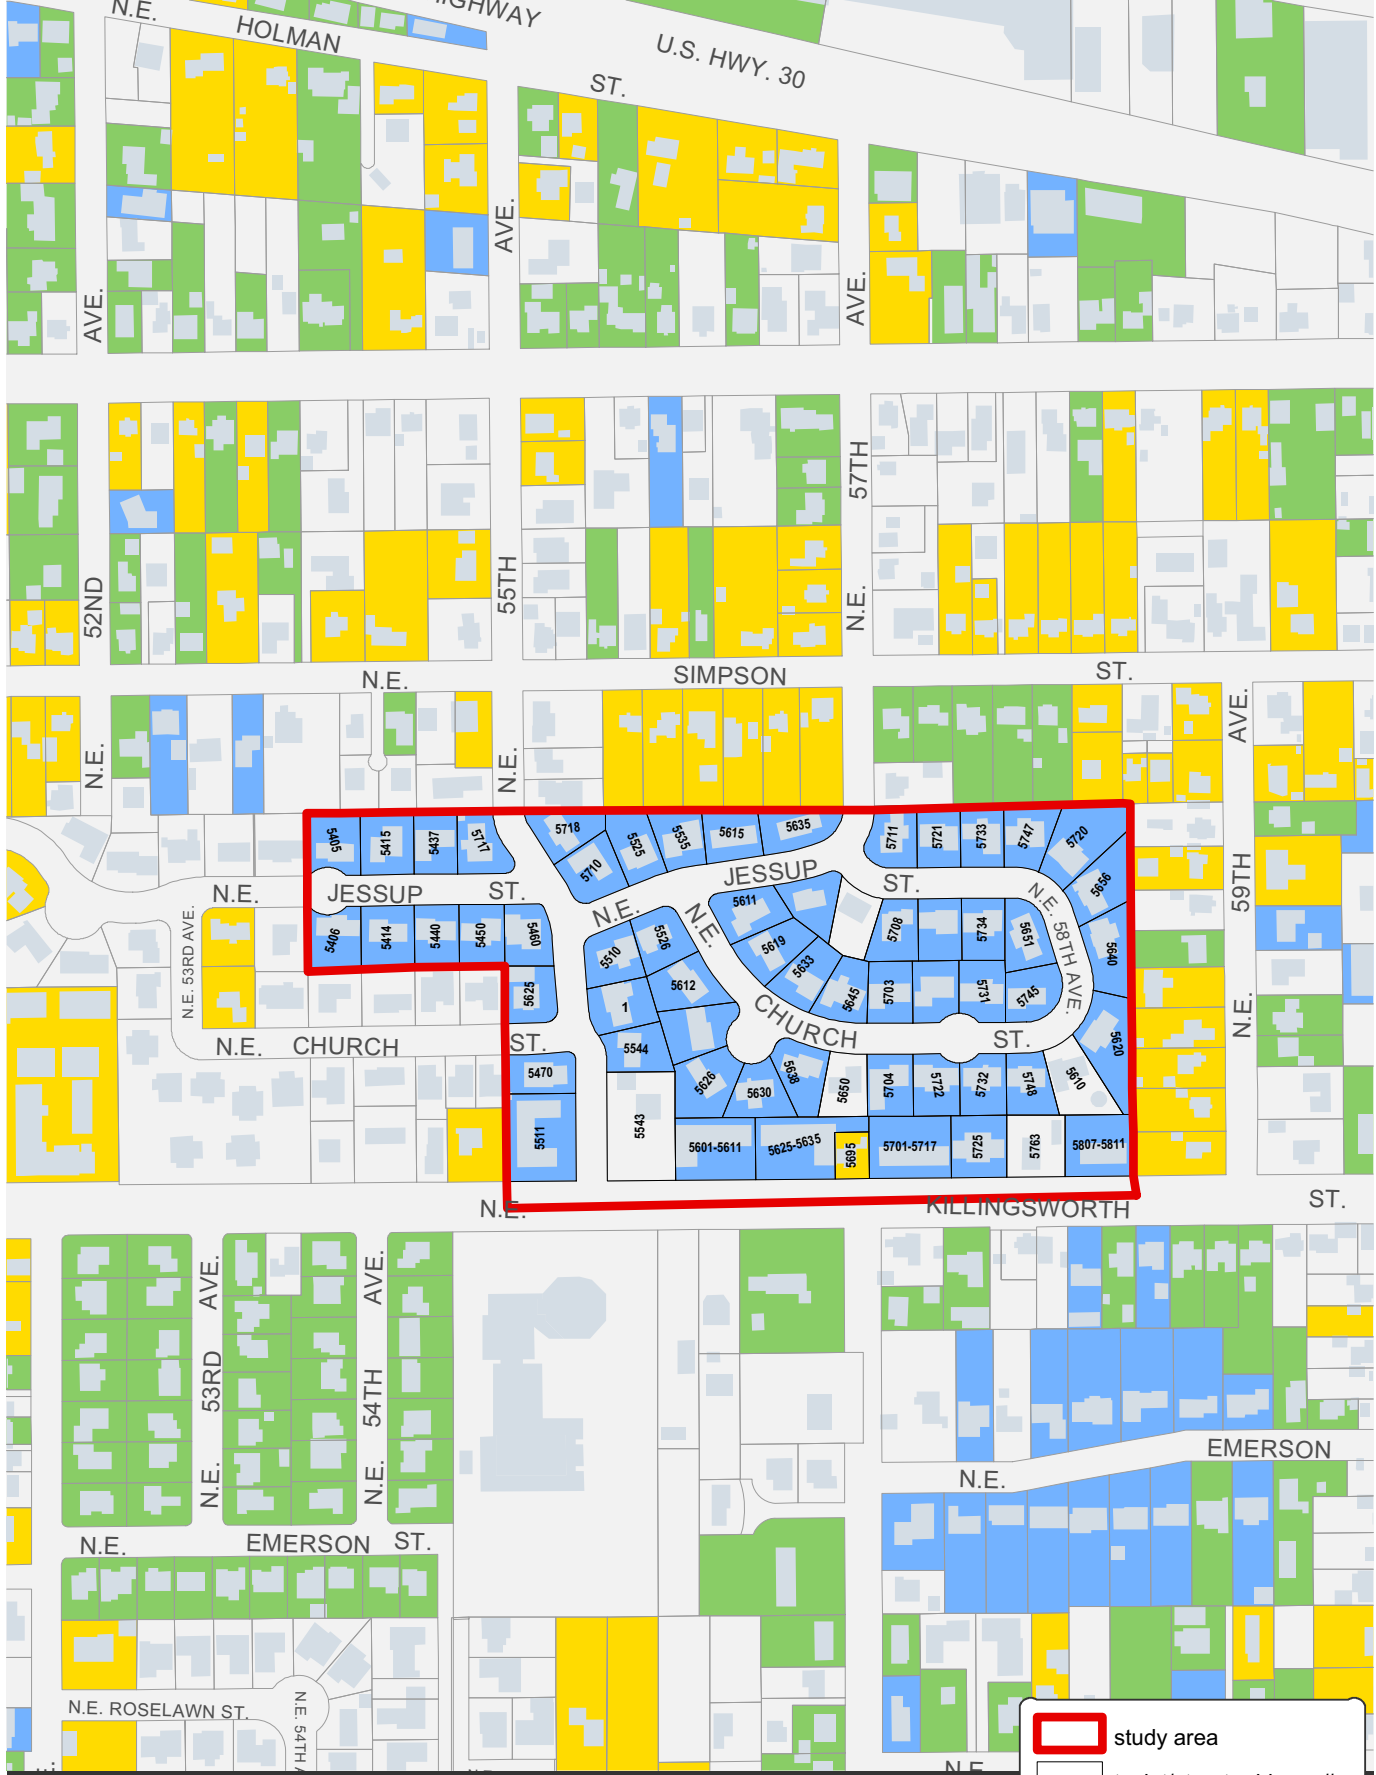 N.E.
HOLMAN
HIGHWAY
U.S. HWY. 30
ST.
AVE.
AVE.
AVE.
52ND
55TH
57TH
N.E.
N.E.
SIMPSON
ST.
N.E.
N.E.
AVE.
59TH
N.E.
5405
5415
5437
5717
5718
5710
5525
5535
5615
5635
5711
5721
5733
5747
5720
5656
N.E.
JESSUP
ST.
N.E.
JESSUP
ST.
N.E. 58TH AVE.
N.E. 53RD AVE.
5406
5414
5440
5450
5460
5510
5526
N.E.
5611
5619
5633
5645
5708
5734
5651
5640
5625
1
5612
5703
5731
5745
N.E.
CHURCH
ST.
CHURCH
ST.
5544
5620
5470
5626
5630
5638
5650
5704
5722
5732
5748
5610
5511
5543
5601-5611
5625-5635
5695
5701-5717
5725
5763
5807-5811
N.E.
KILLINGSWORTH
ST.
AVE.
53RD
N.E.
AVE.
54TH
N.E.
N.E.
EMERSON
N.E.
EMERSON
ST.
N.E. ROSELAWN ST.
N.E. 54TH
N.E.
study area